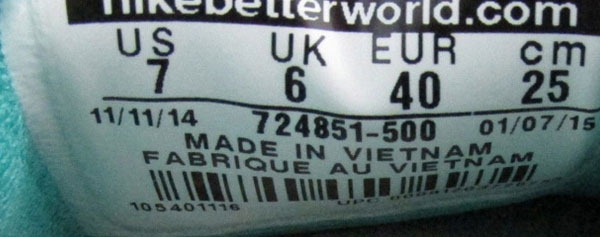 nikebetterworld.com
US UK EUR cm
7 6 40 25
11/11/14 724851-500 01/07/15
MADE IN VIETNAM
FABRIQUE AU VIETNAM
105401116 UPC